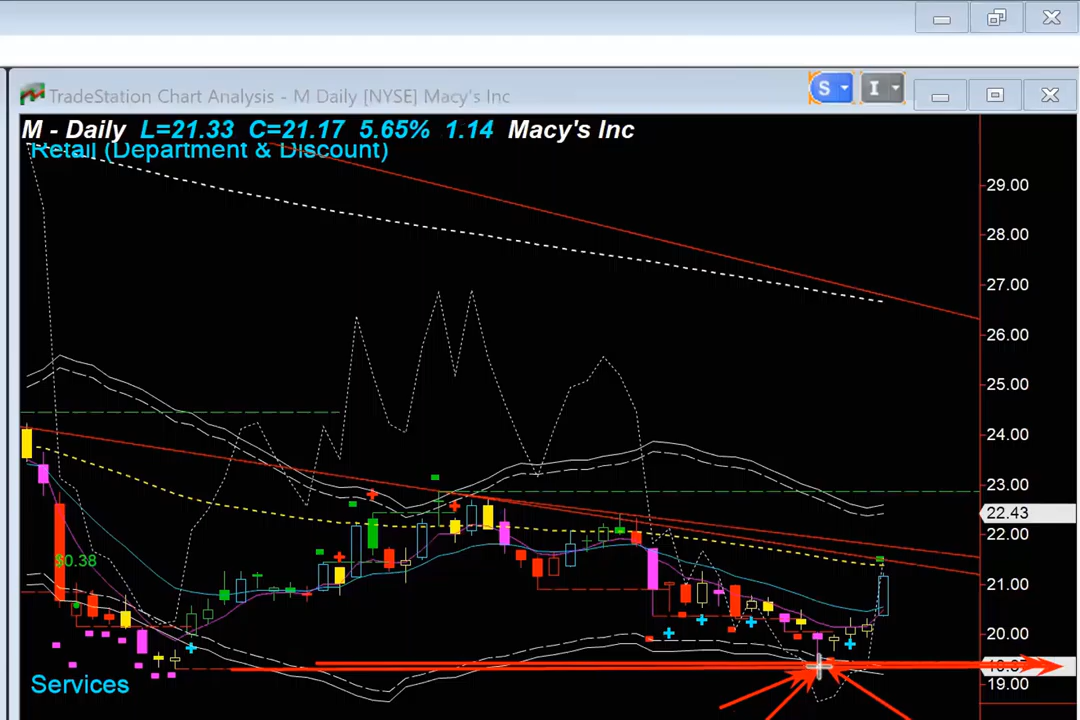 TradeStation Chart Analysis - M Daily [NYSE] Macy's Inc
S
I
M - Daily L=21.33 C=21.17 5.65% 1.14 Macy's Inc
Retail (Department & Discount)
29.00
28.00
27.00
26.00
25.00
24.00
23.00
22.43
22.00
$0.38
21.00
20.00
19.00
Services